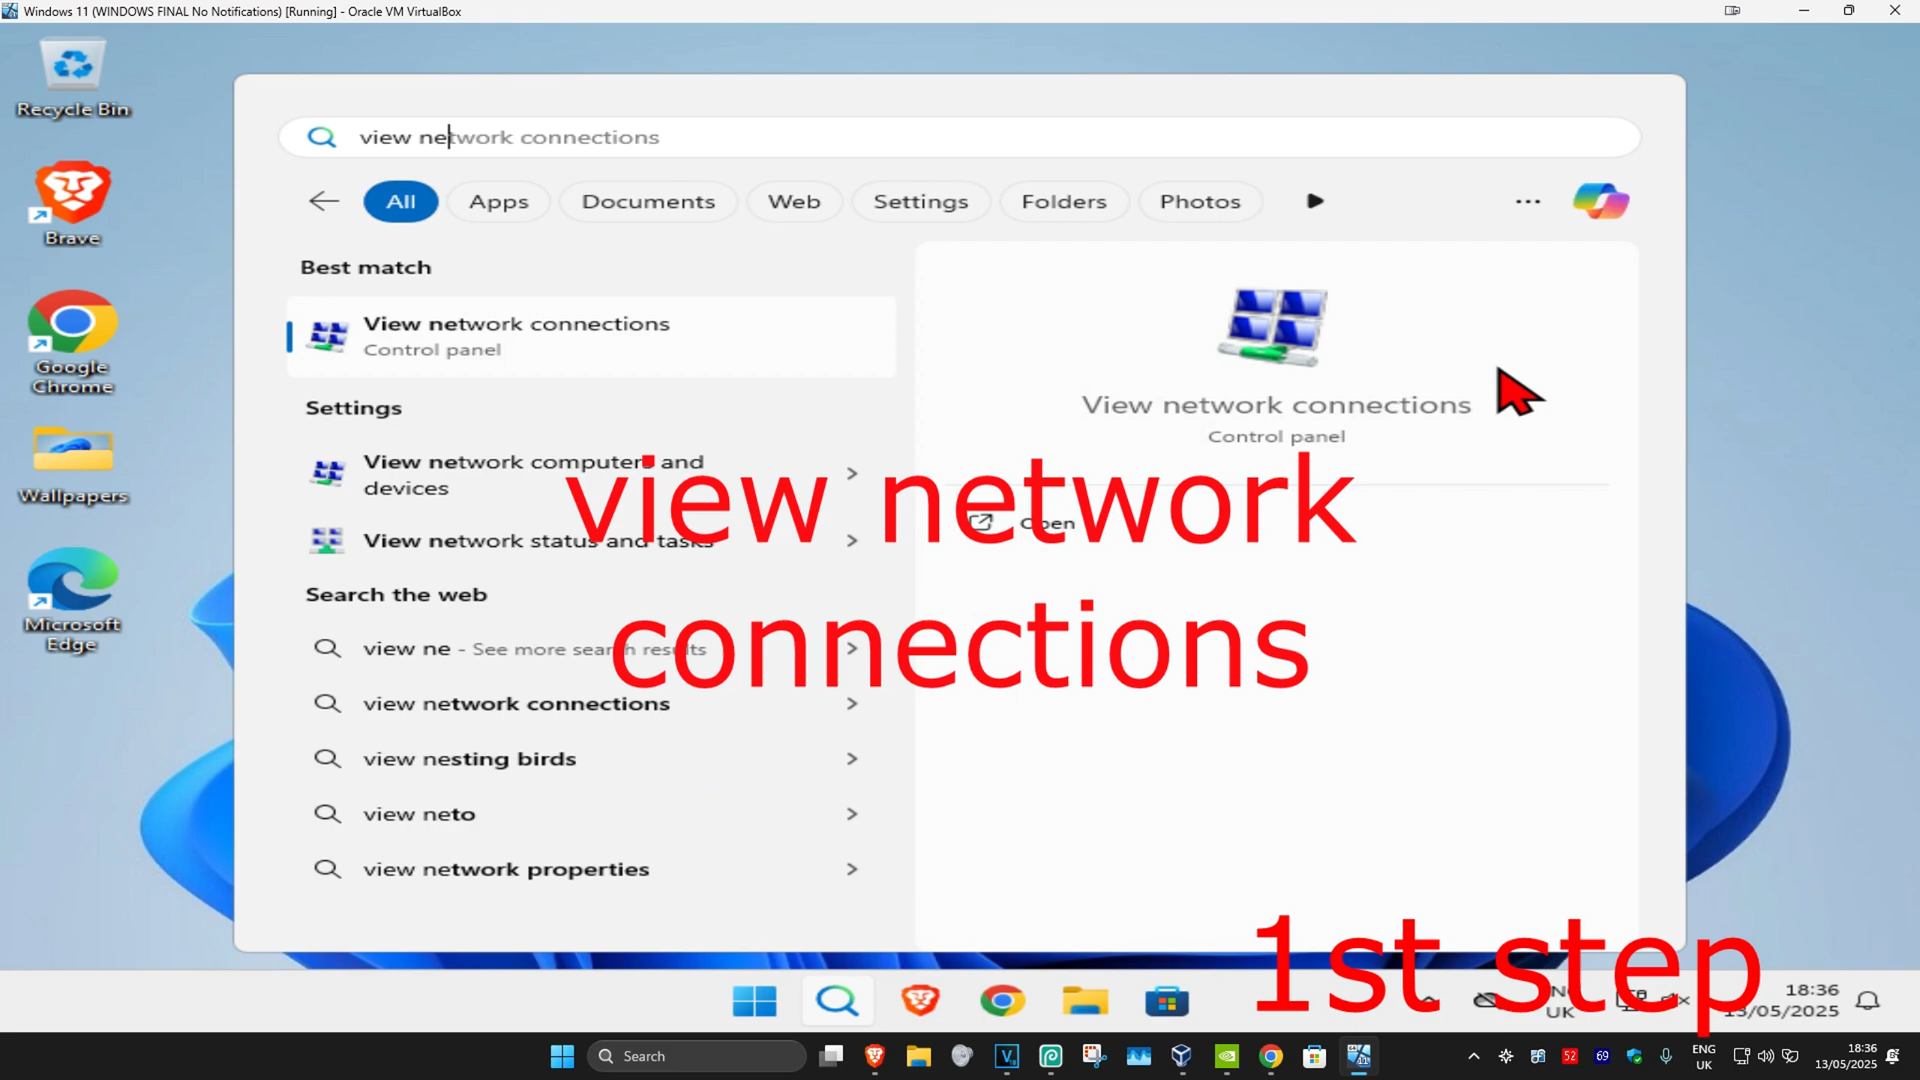 Windows 11 (WINDOWS FINAL No Notifications) [Running] - Oracle VM VirtualBox
Recycle Bin
Brave
Google
Chrome
Wallpapers
Microsoft
Edge
view network connections
All
Apps
Documents
Web
Settings
Folders
Photos
Best match
View network connections
Control panel
Settings
View network computers and
devices
View network status and tasks
Search the web
view ne - See more search results
view network connections
view nesting birds
view neto
view network properties
View network connections
Control panel
Open
view network
connections
1st step
UK
18:36
13/05/2025
Search
52
69
ENG
UK
18:36
13/05/2025